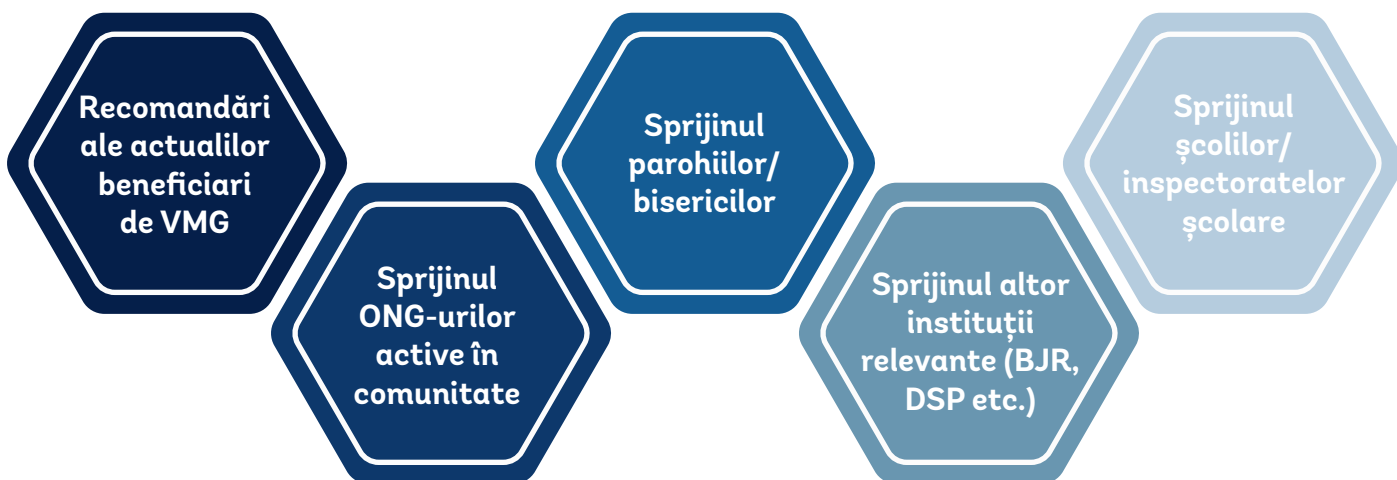 Recomandări
ale actualilor
beneficiari
de VMG
Sprijinul
ONG-urilor
active în
comunitate
Sprijinul
parohiilor/
bisericilor
Sprijinul altor
instituții
relevante (BJR,
DSP etc.)
Sprijinul
școlilor/
inspectoratelor
școlare